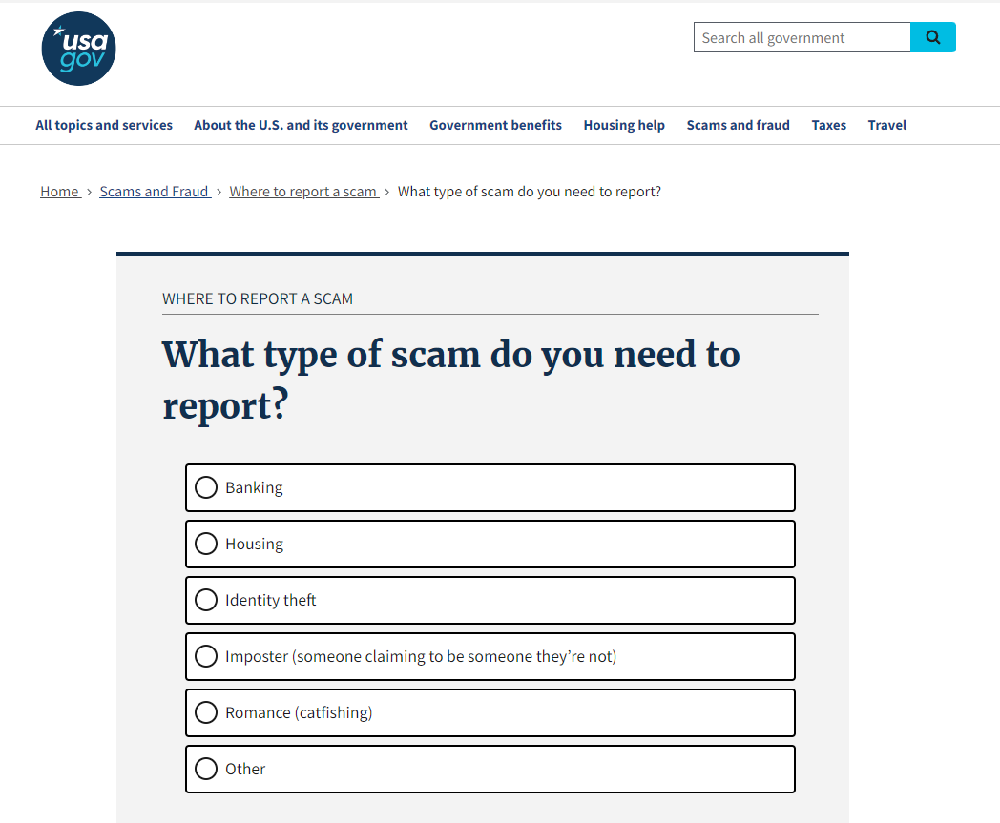 usa
gov
Search all government
All topics and services About the U.S. and its government Government benefits Housing help Scams and fraud Taxes Travel
Home > Scams and Fraud > Where to report a scam > What type of scam do you need to report?
WHERE TO REPORT A SCAM
What type of scam do you need to
report?
Banking
Housing
Identity theft
Imposter (someone claiming to be someone they’re not)
Romance (catfishing)
Other